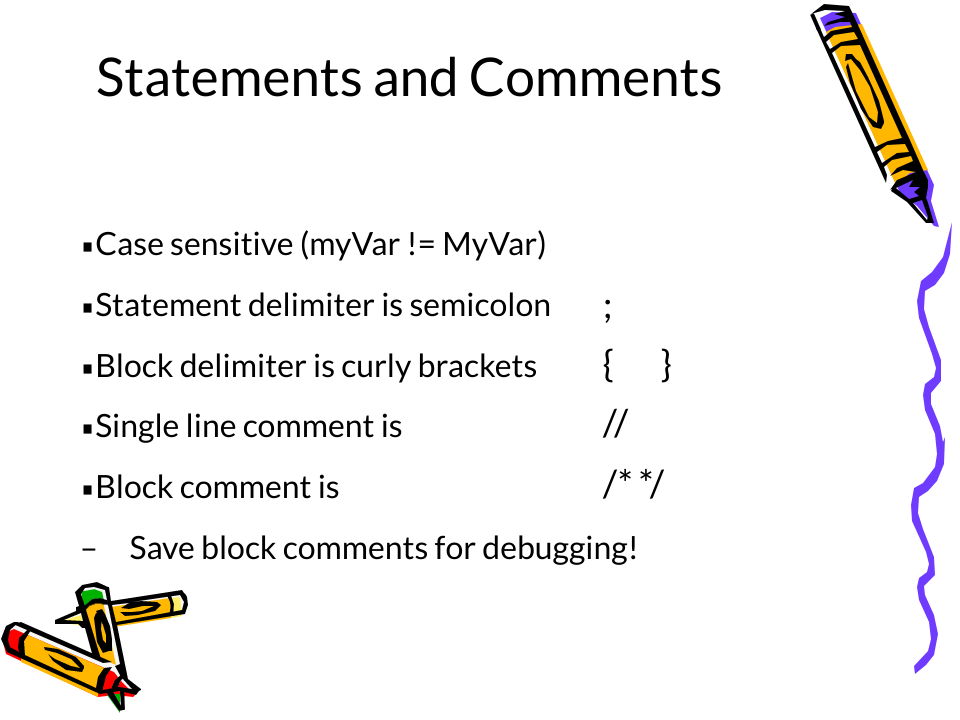 Statements and Comments
▪Case sensitive (myVar != MyVar)
▪Statement delimiter is semicolon ;
▪Block delimiter is curly brackets { }
▪Single line comment is //
▪Block comment is /* */
– Save block comments for debugging!